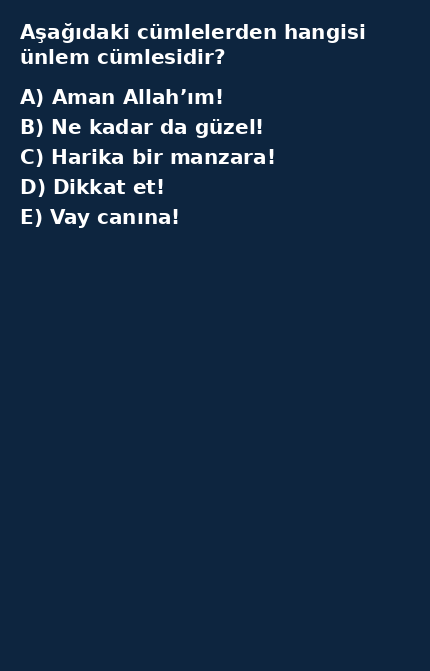 Aşağıdaki cümlelerden hangisi
ünlem cümlesidir?
A) Aman Allah’ım!
B) Ne kadar da güzel!
C) Harika bir manzara!
D) Dikkat et!
E) Vay canına!